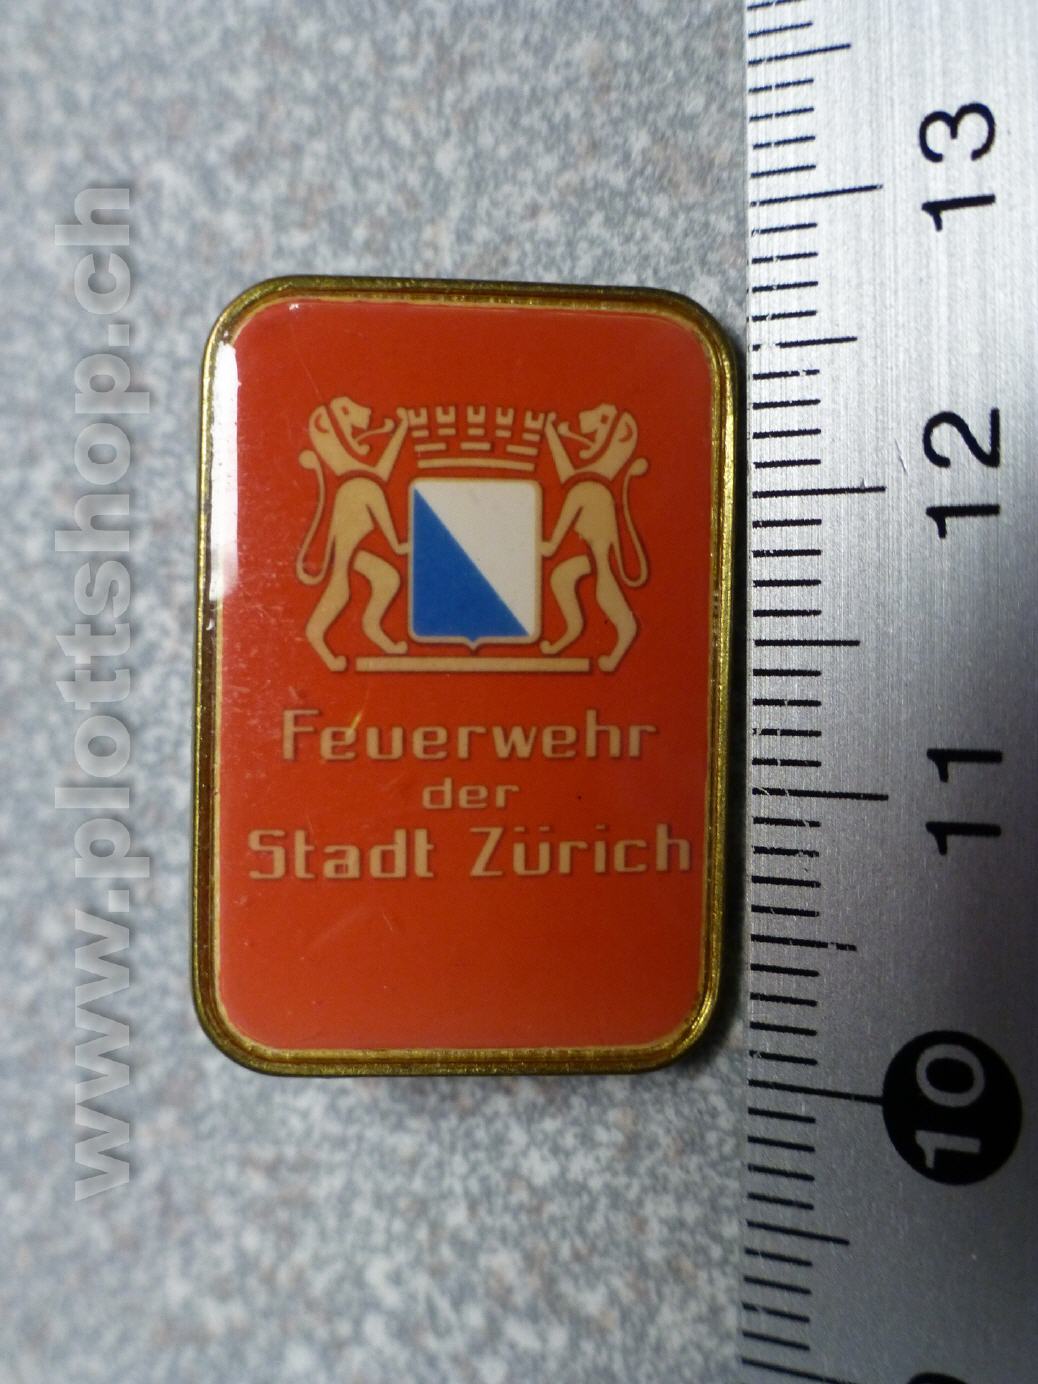 Feuerwehr
der
Stadt Zürich
www.plottshop.ch
13
12
11
10